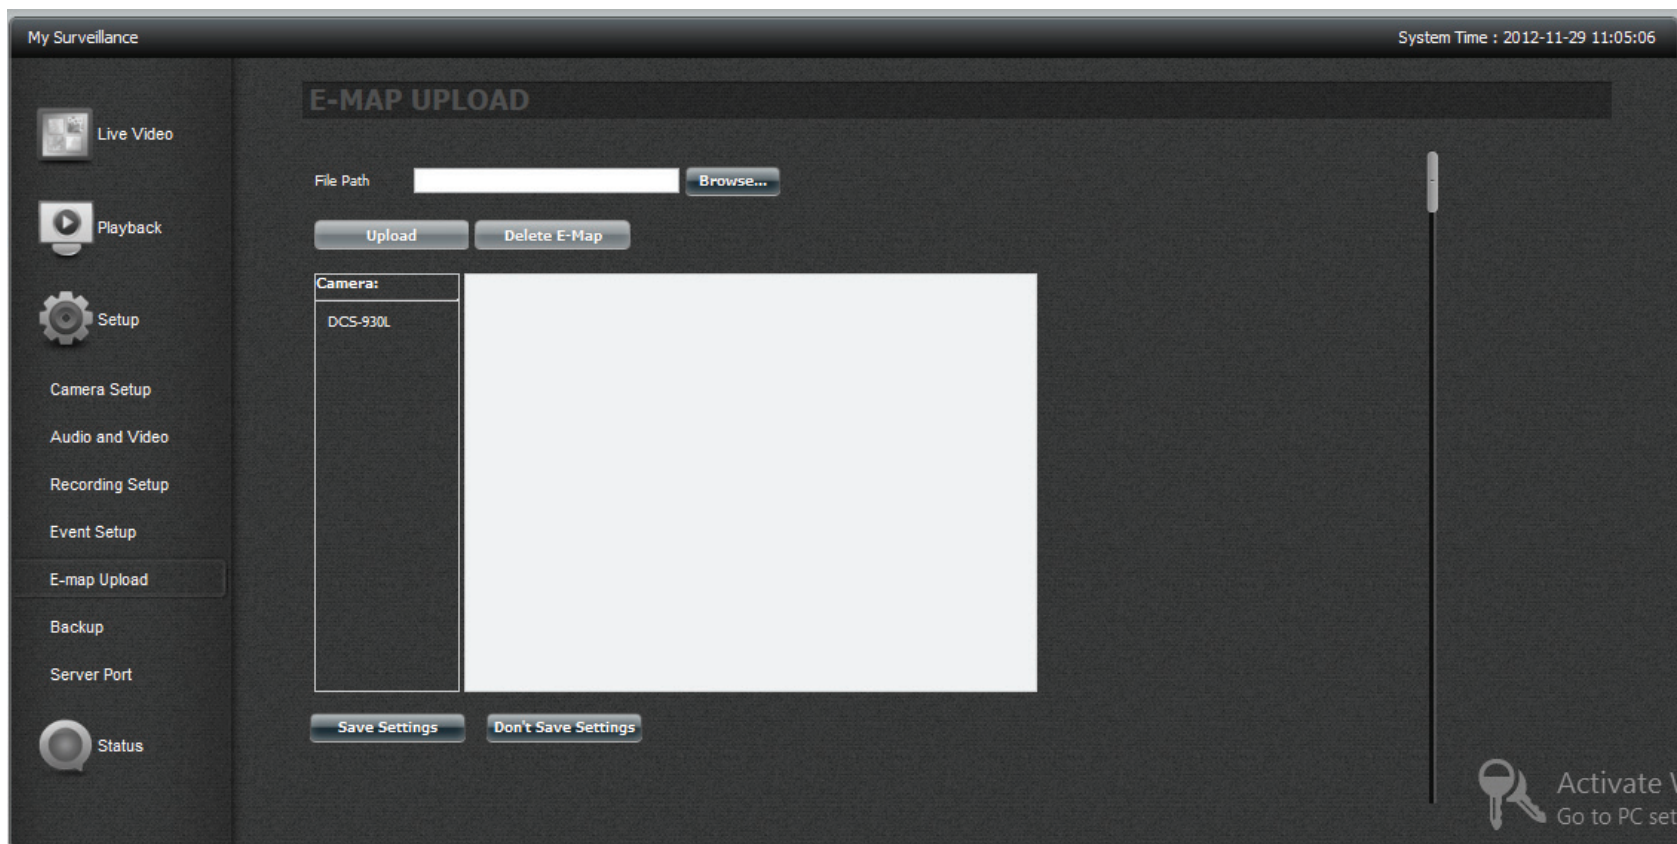 My Surveillance
System Time : 2012-11-29 11:05:06
Live Video
Playback
Setup
Camera Setup
Audio and Video
Recording Setup
Event Setup
E-map Upload
Backup
Server Port
Status
E-MAP UPLOAD
File Path
Browse...
Upload
Delete E-Map
Camera:
DCS-930L
Save Settings
Don't Save Settings
Activate
Go to PC set